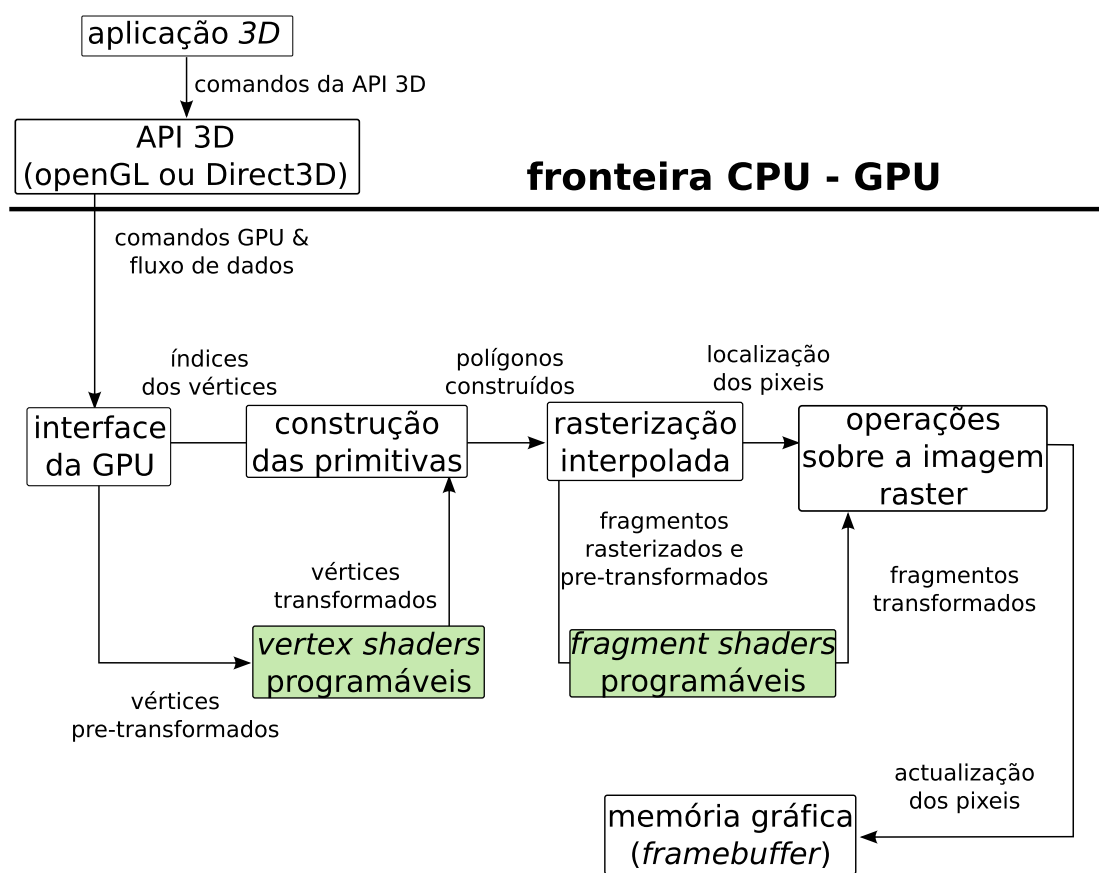 aplicação 3D
comandos da API 3D
API 3D
(openGL ou Direct3D)
fronteira CPU - GPU
comandos GPU &
fluxo de dados
índices
dos vértices
polígonos
construídos
localização
dos pixeis
interface
da GPU
construção
das primitivas
rasterização
interpolada
operações
sobre a imagem
raster
vértices
transformados
fragmentos
rasterizados e
pre-transformados
fragmentos
transformados
vertex shaders
programáveis
fragment shaders
programáveis
vértices
pre-transformados
actualização
dos pixeis
memória gráfica
(framebuffer)